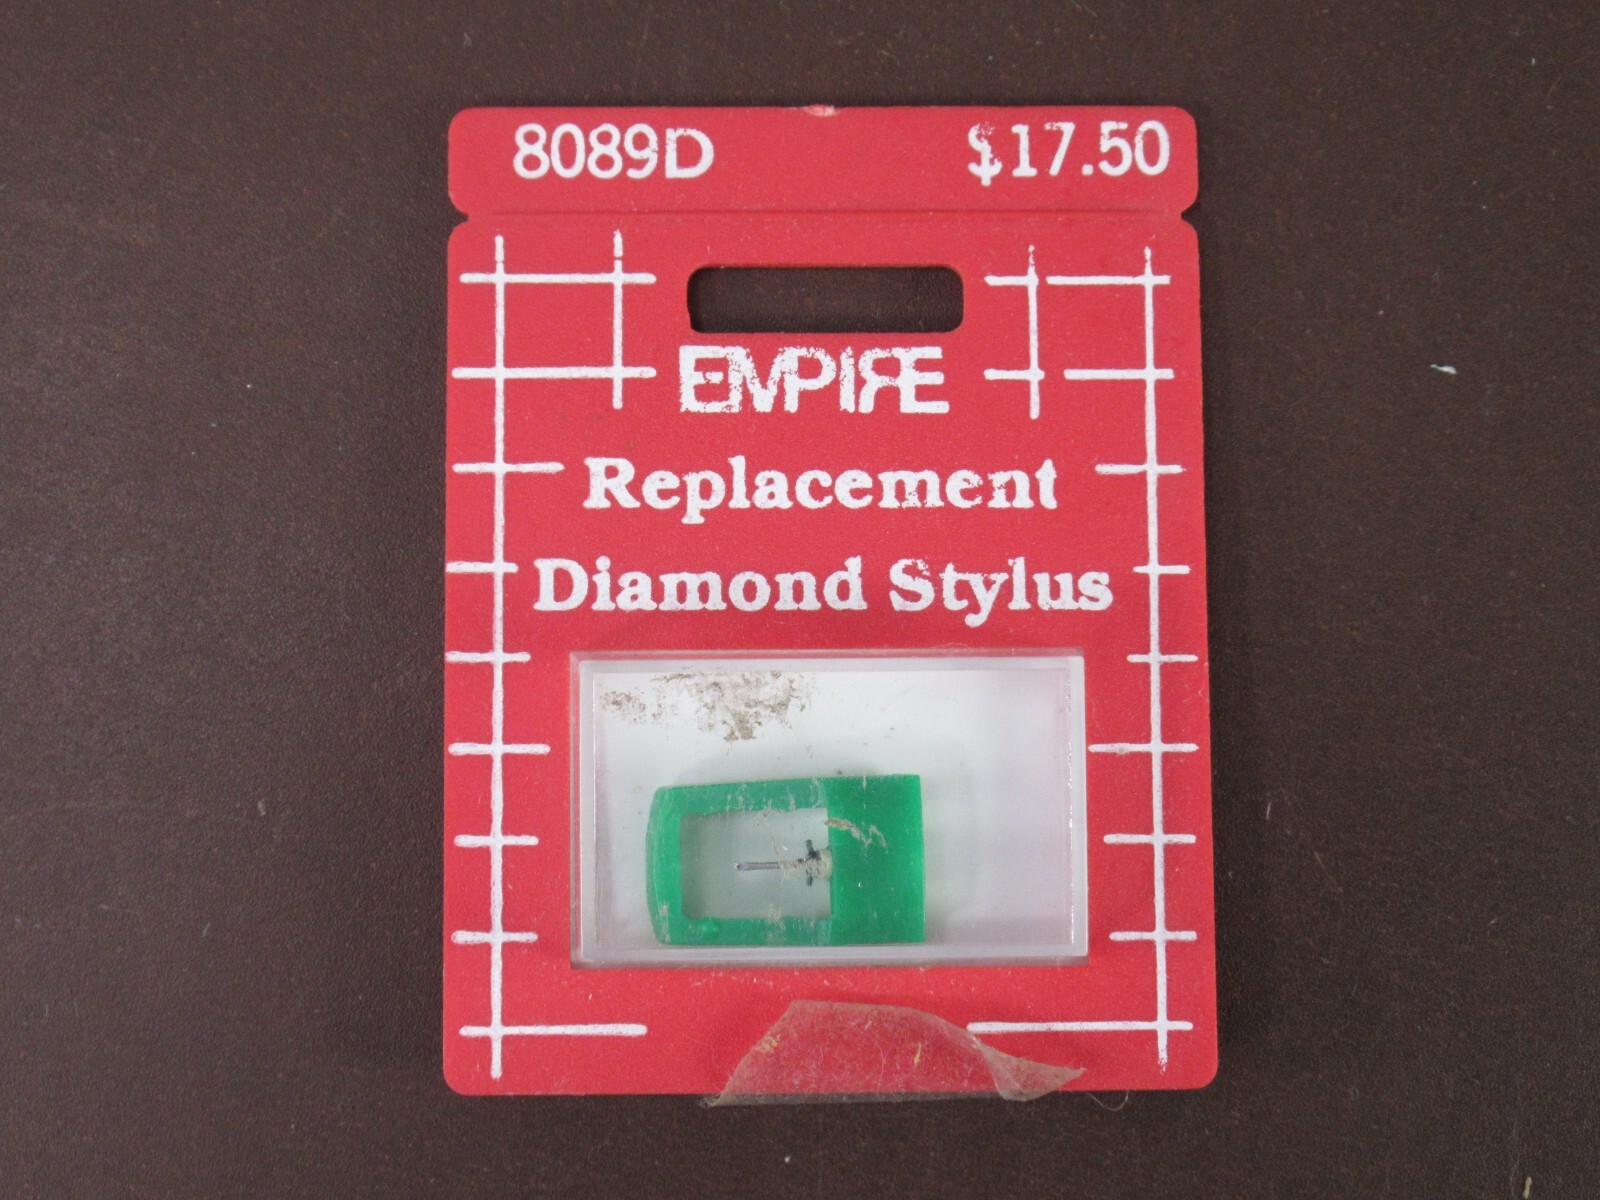 8089D $17.50
EMPIRE
Replacement
Diamond Stylus